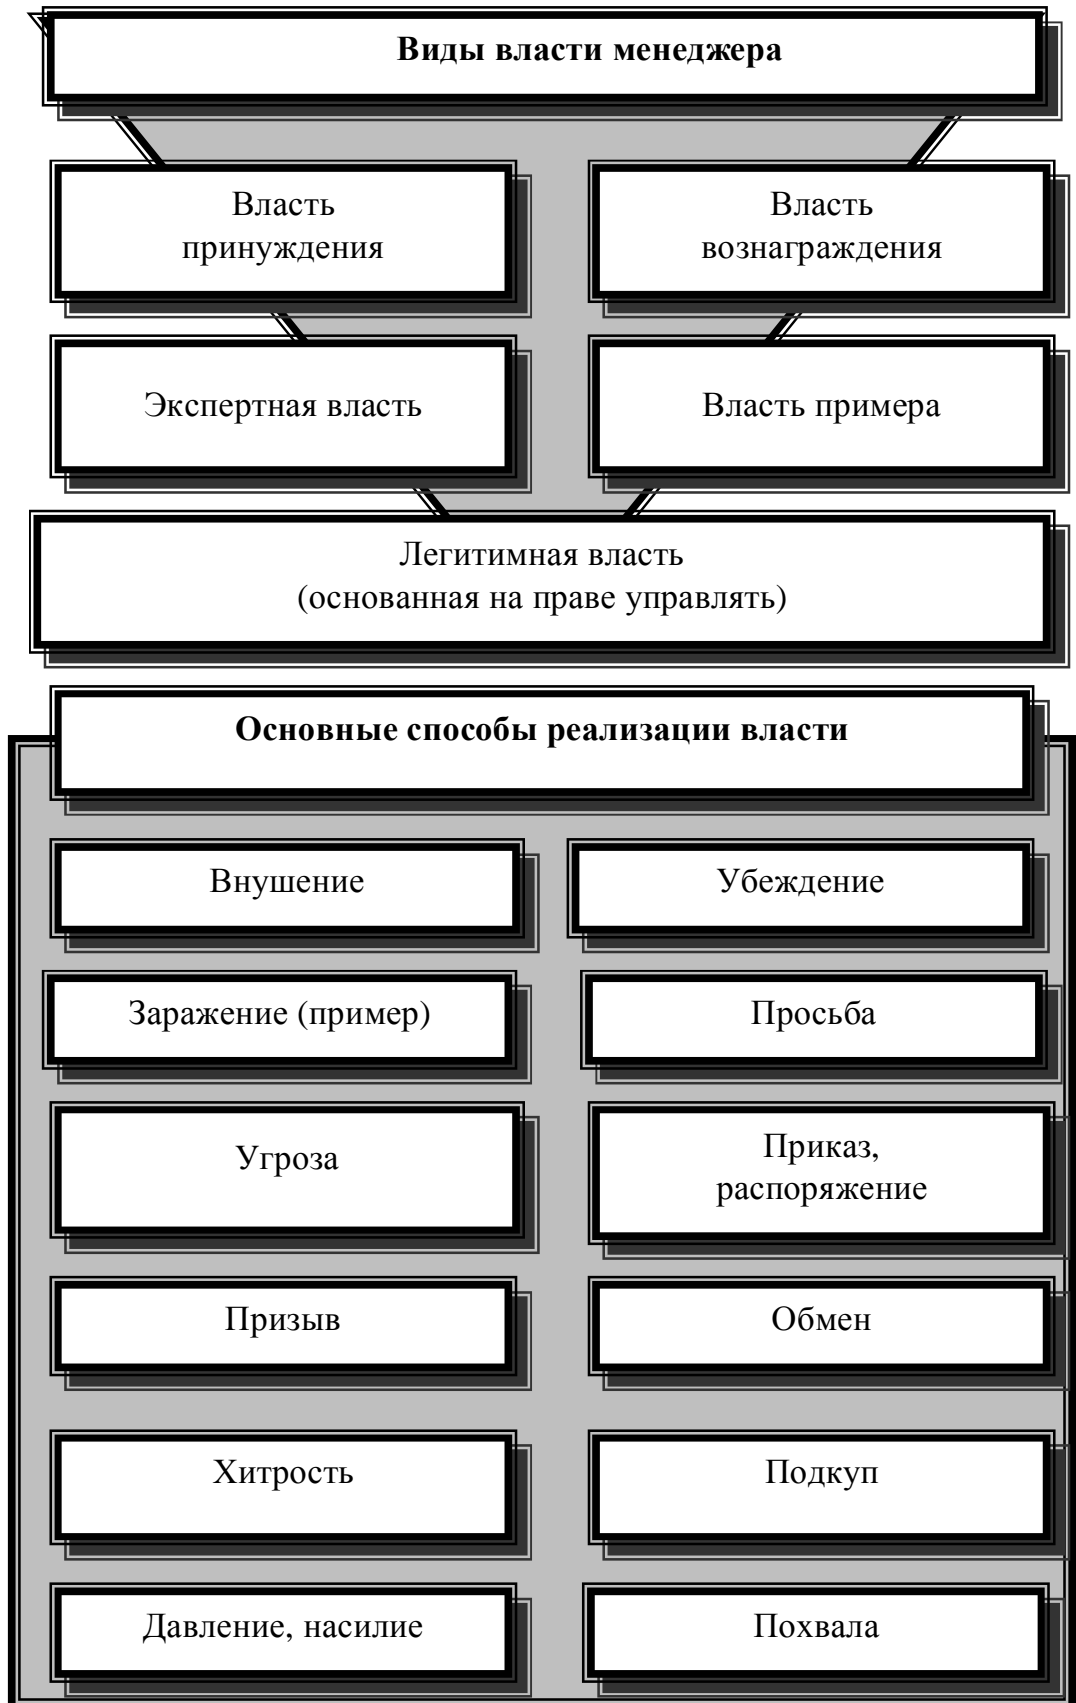 Виды власти менеджера
Власть
принуждения
Власть
вознаграждения
Экспертная власть
Власть примера
Легитимная власть
(основанная на праве управлять)
Основные способы реализации власти
Внушение
Убеждение
Заражение (пример)
Просьба
Угроза
Приказ,
распоряжение
Призыв
Обмен
Хитрость
Подкуп
Давление, насилие
Похвала